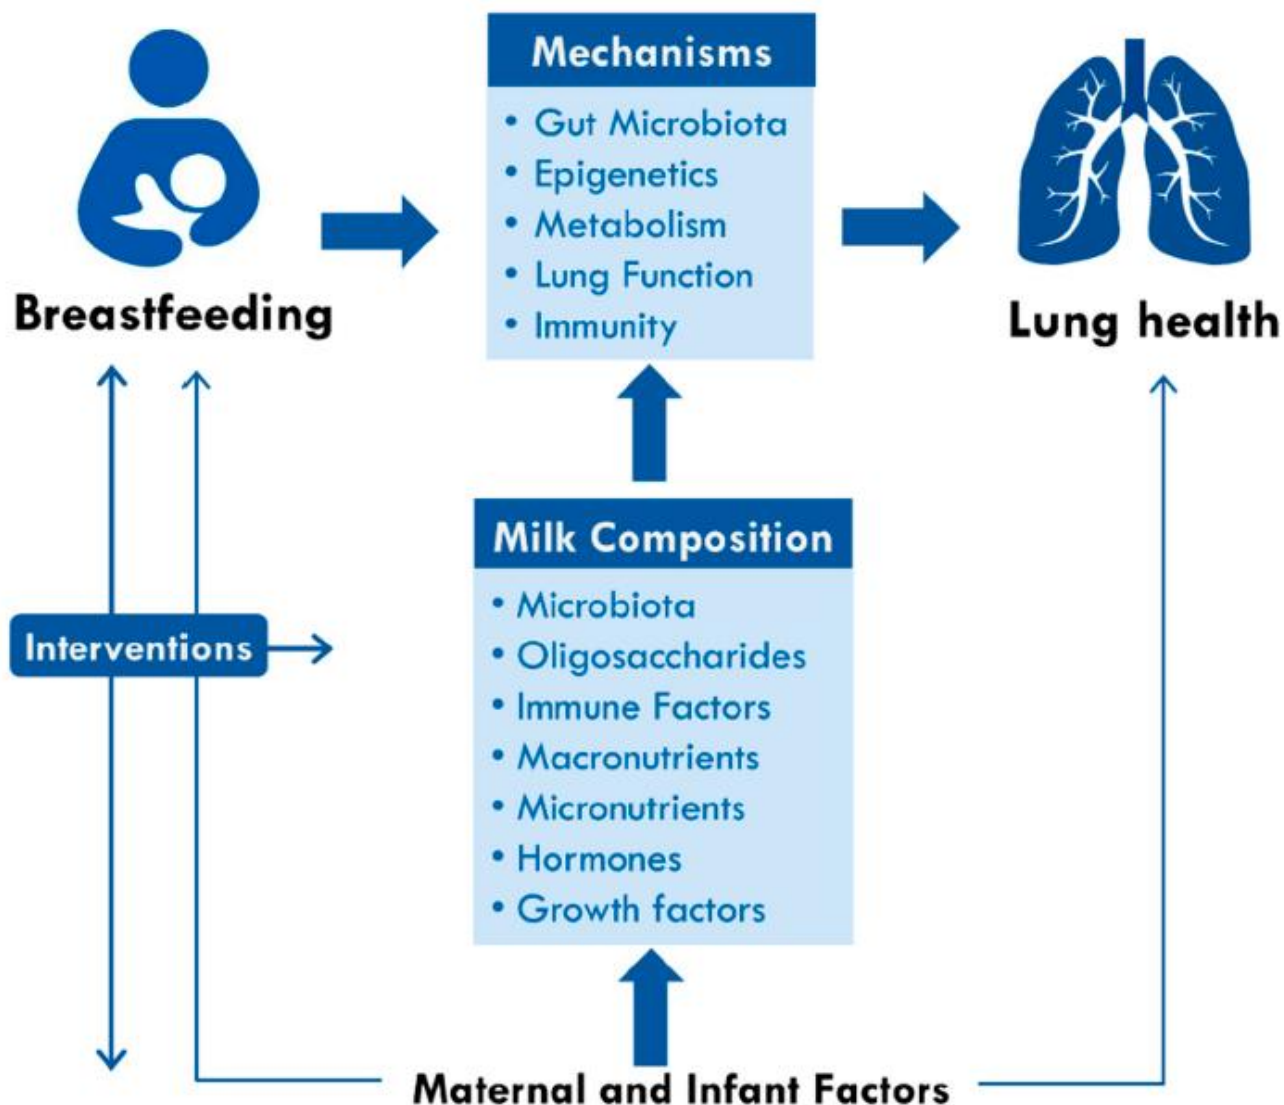 Mechanisms
• Gut Microbiota
• Epigenetics
• Metabolism
• Lung Function
• Immunity
Breastfeeding
Lung health
Milk Composition
• Microbiota
• Oligosaccharides
• Immune Factors
• Macronutrients
• Micronutrients
• Hormones
• Growth factors
Interventions
Maternal and Infant Factors